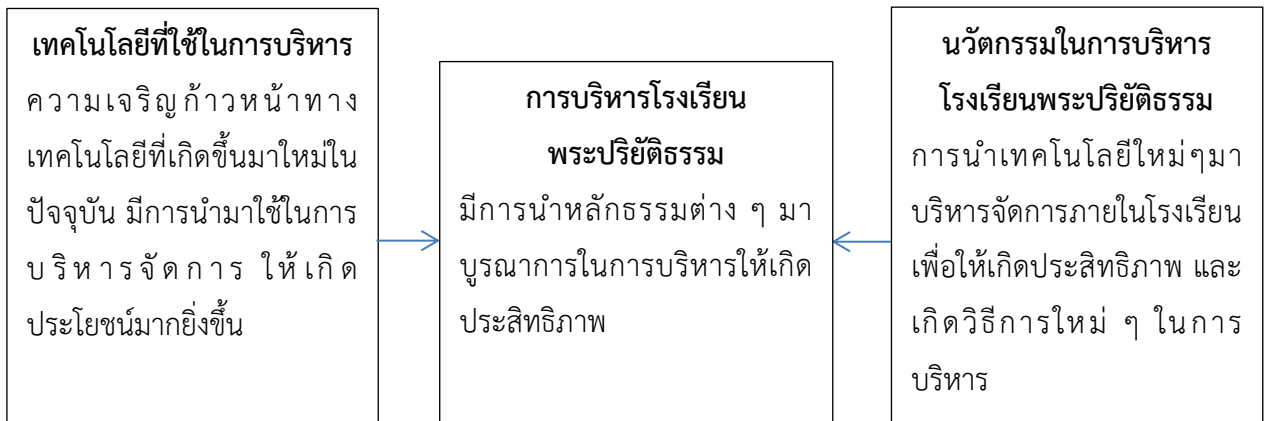 เทคโนโลยีที่ใช้ในการบริหาร
ความเจริญก้าวหน้าทาง
เทคโนโลยีที่เกิดขึ้นมาใหม่ใน
ปัจจุบัน มีการนำมาใช้ในการ
บริหารจัดการ ให้เกิด
ประโยชน์มากยิ่งขึ้น
การบริหารโรงเรียน
พระปริยัติธรรม
มีการนำหลักธรรมต่าง ๆ มา
บูรณาการในการบริหารให้เกิด
ประสิทธิภาพ
นวัตกรรมในการบริหาร
โรงเรียนพระปริยัติธรรม
การนำเทคโนโลยีใหม่ๆมา
บริหารจัดการภายในโรงเรียน
เพื่อให้เกิดประสิทธิภาพ และ
เกิดวิธีการใหม่ ๆ ในการ
บริหาร